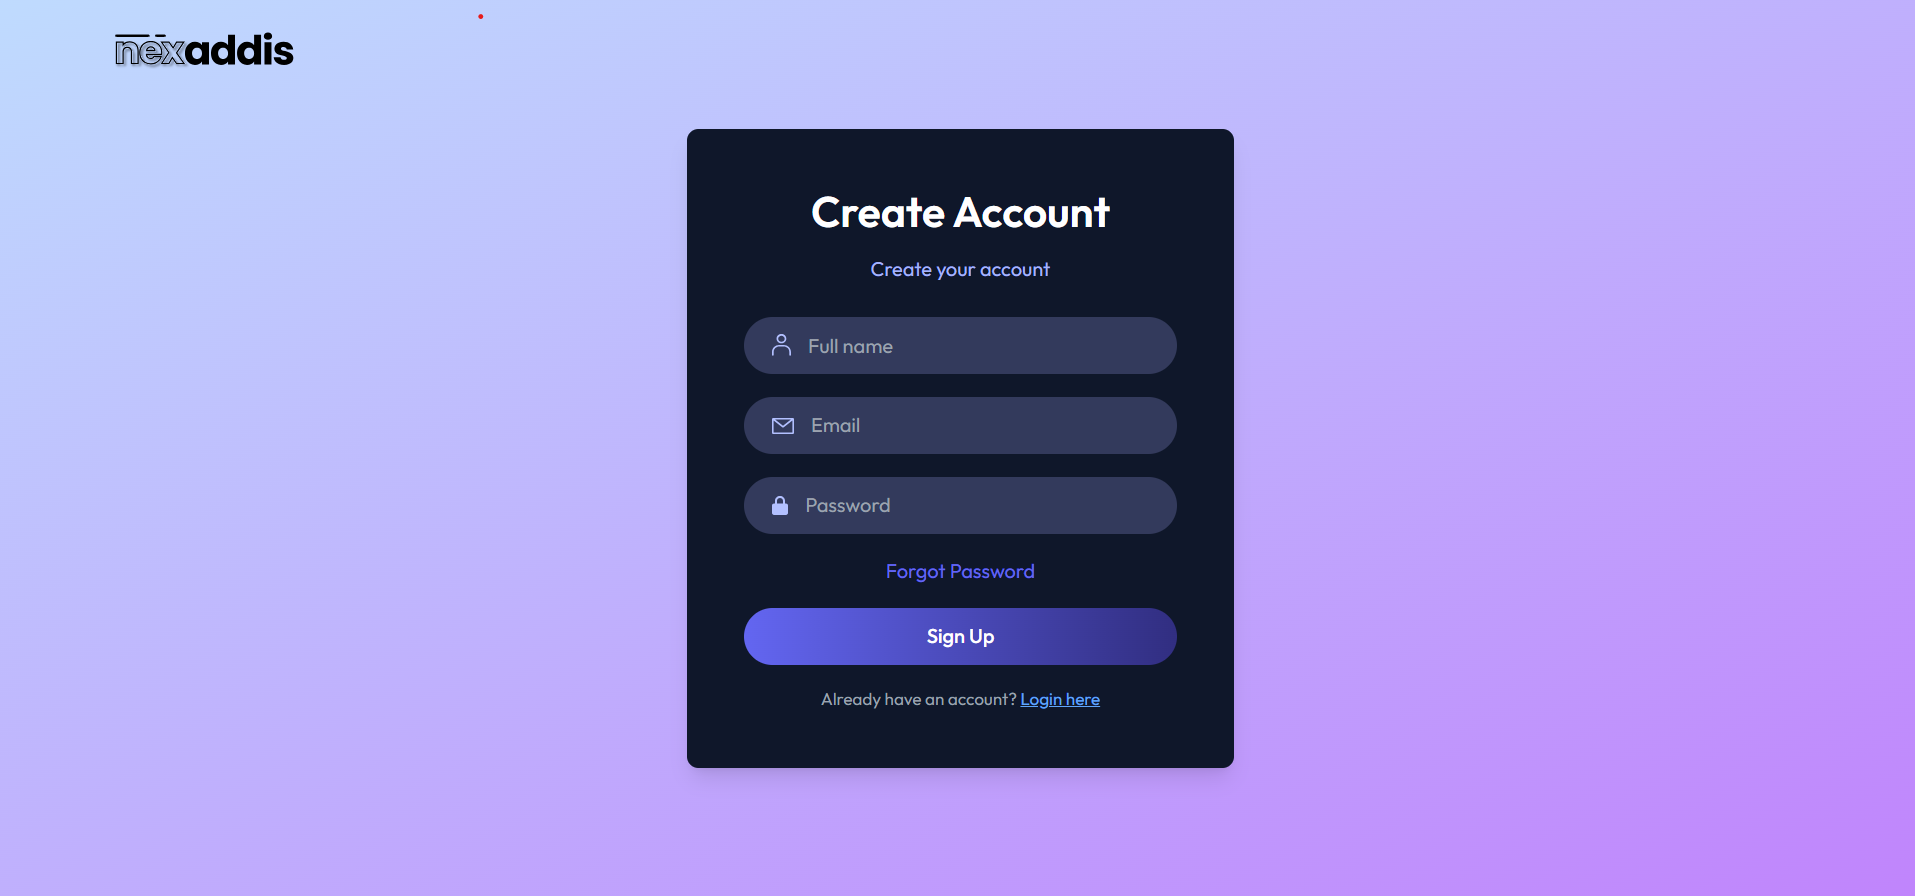 nexaddis
Create Account
Create your account
Full name
Email
Password
Forgot Password
Sign Up
Already have an account? Login here